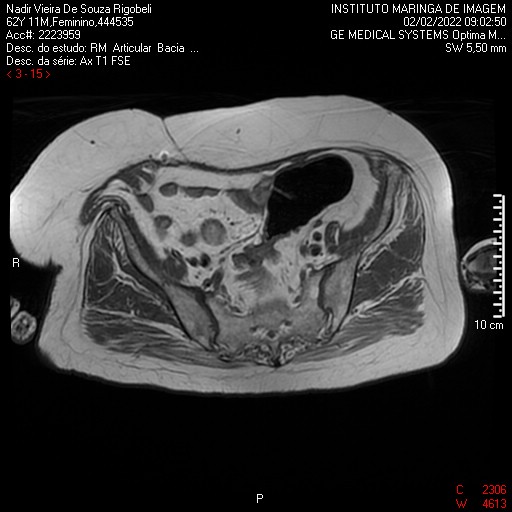 Nadir Vieira De Souza Rigobeli
62Y 11M,Feminino,444535
Acc#: 2223959
Desc. do estudo: RM Articular Bacia ...
Desc. da série: Ax T1 FSE
< 3 - 15 >
INSTITUTO MARINGA DE IMAGEM
02/02/2022 09:02:50
GE MEDICAL SYSTEMS Optima M...
SW 5,50 mm
R
10 cm
P
C 2306
W 4613